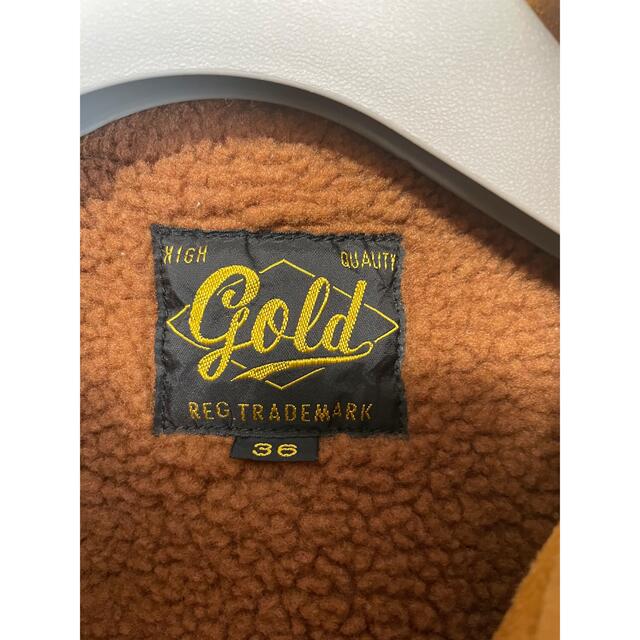 HIGH QUALITY
Gold
REG. TRADEMARK
36